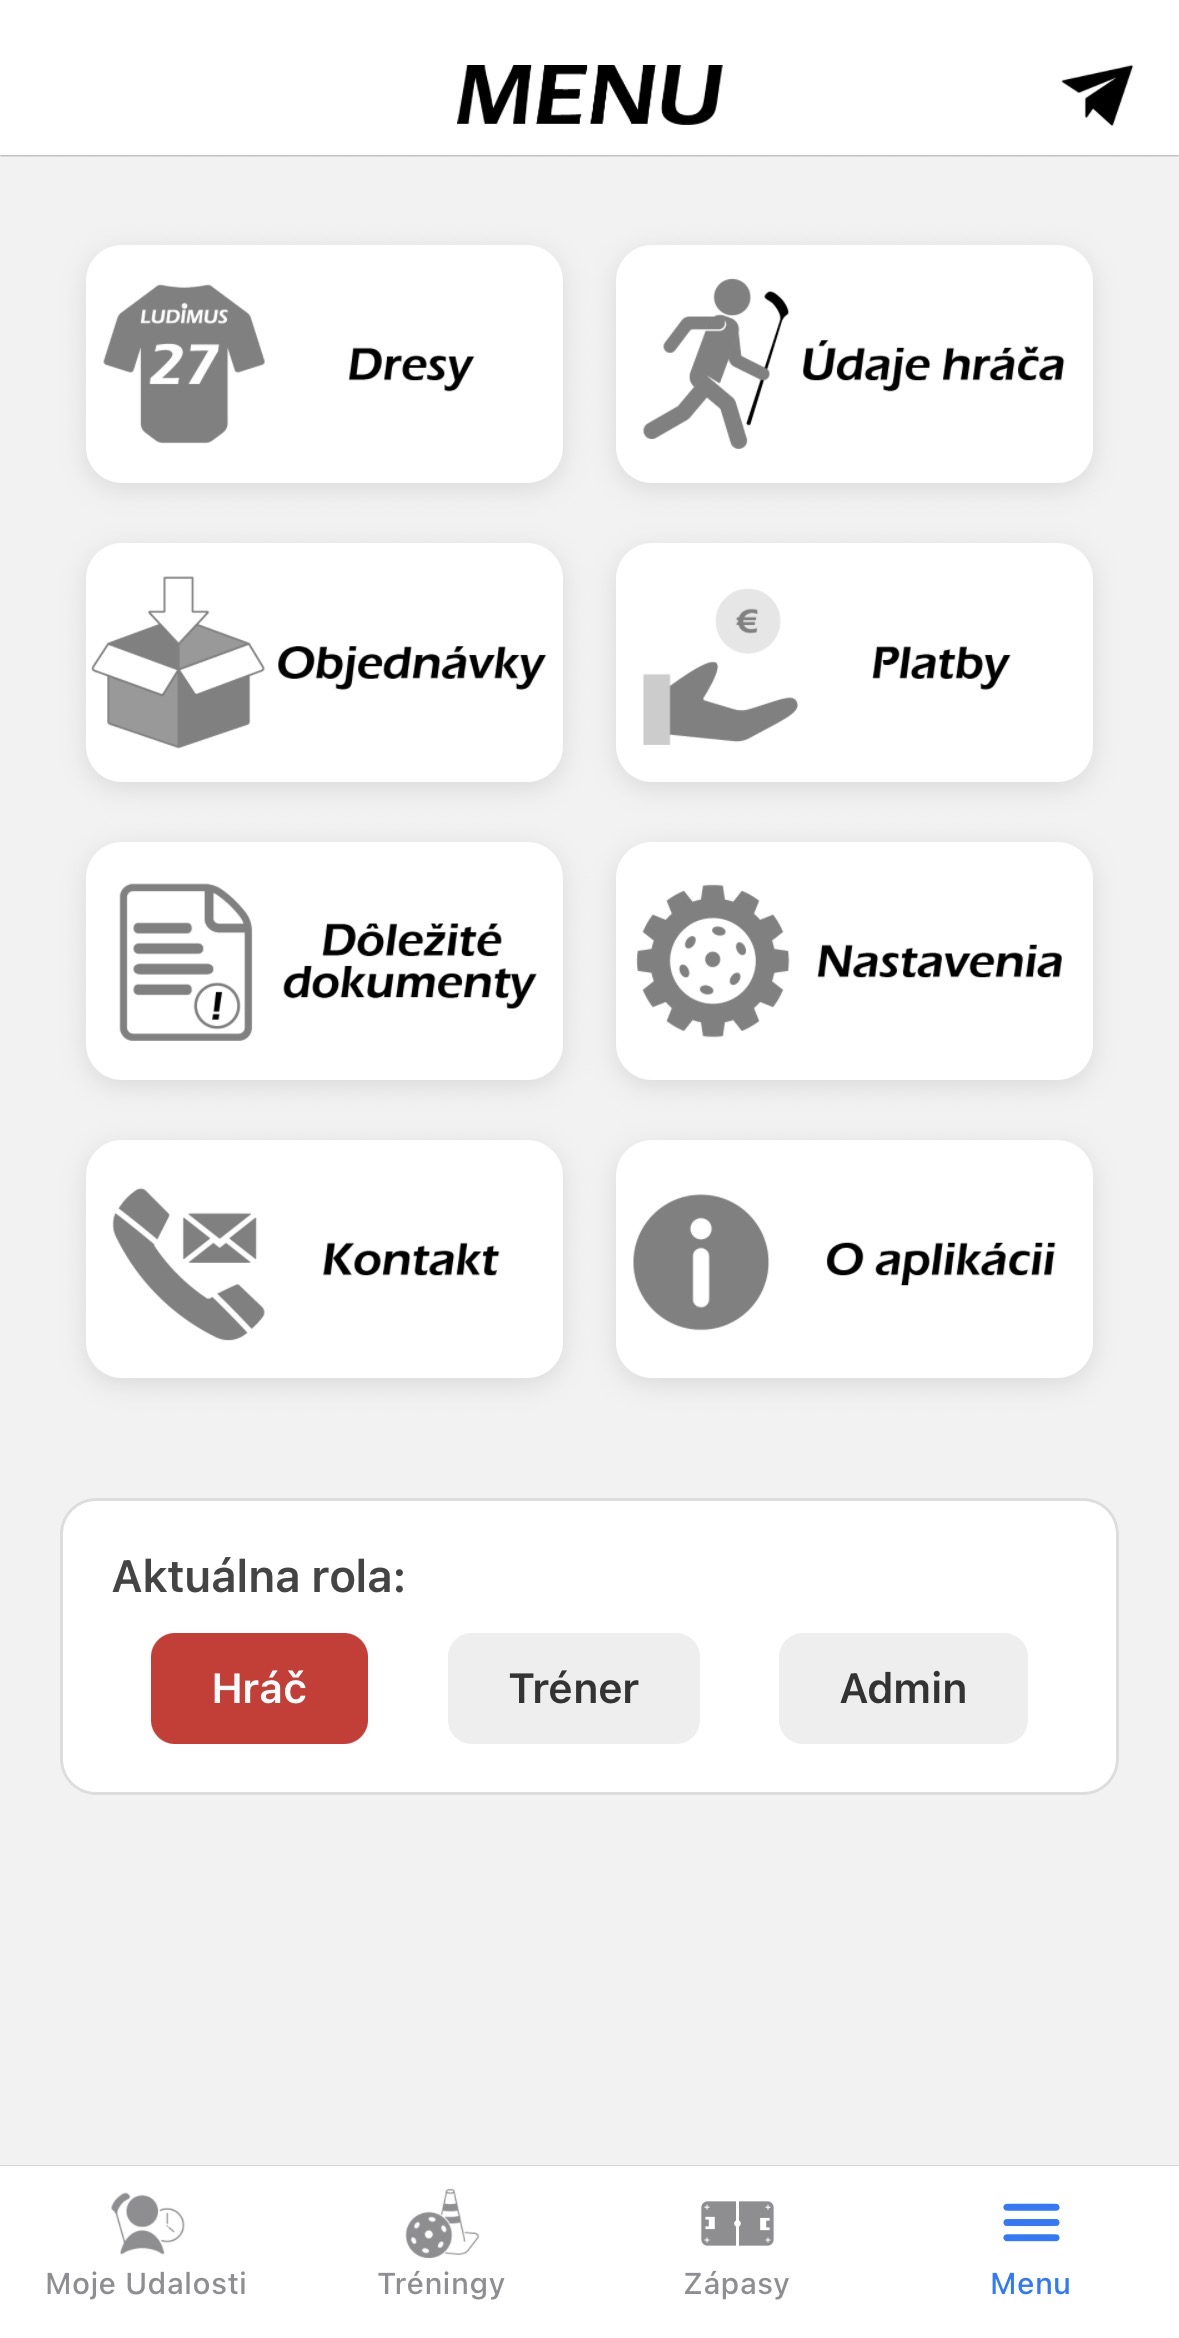 MENU
LUDIMUS
27
Dresy
Údaje hráča
Objednávky
€
Platby
!
Dôležité
dokumenty
Nastavenia
Kontakt
i
O aplikácii
Aktuálna rola:
Hráč
Tréner
Admin
Moje Udalosti
Tréningy
Zápasy
Menu